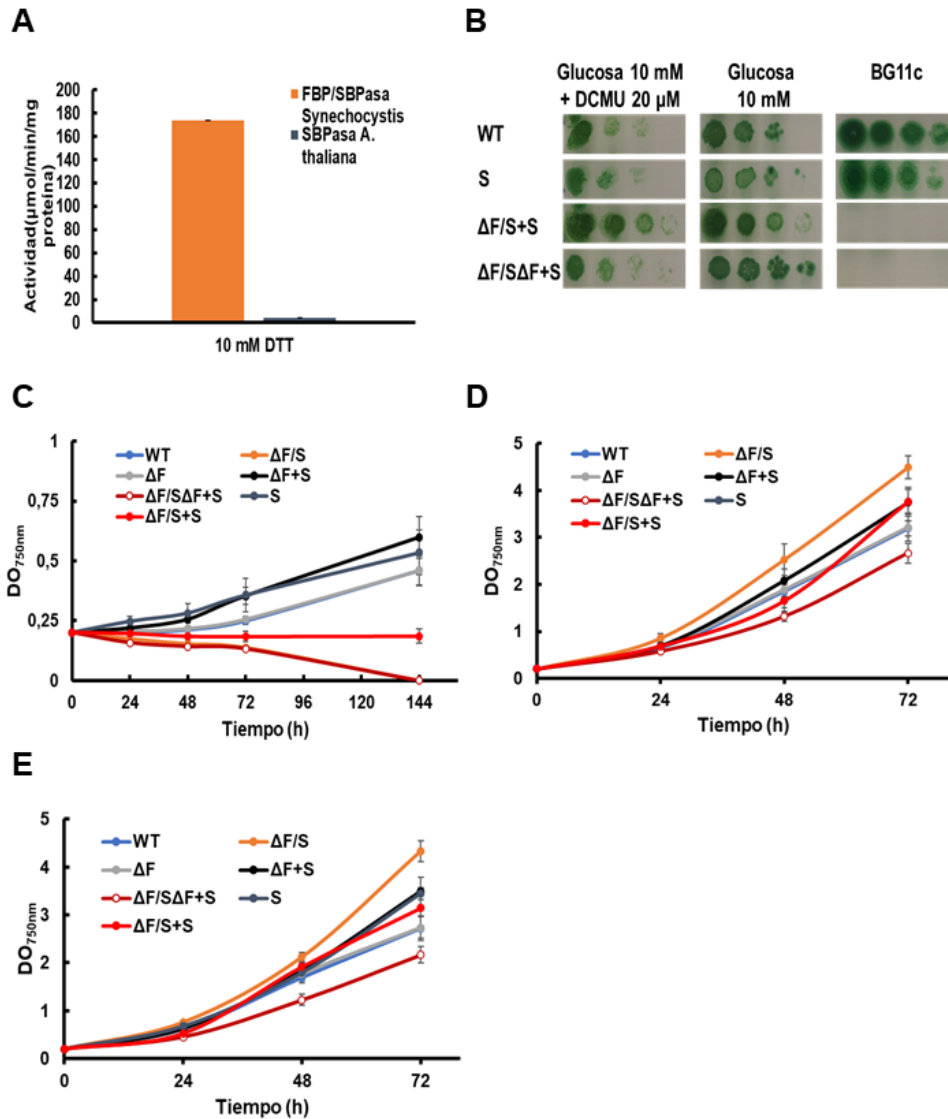 A
FBP/SBPasa
Synechocystis
SBPasa A.
thaliana
Actividad(µmol/min/mg
proteina)
200
180
160
140
120
100
80
60
40
20
0
10 mM DTT
B
Glucosa 10 mM
+ DCMU 20 µM
Glucosa
10 mM
BG11c
WT
S
ΔF/S+S
ΔF/SΔF+S
C
WT
ΔF/S
ΔF
ΔF+S
ΔF/SΔF+S
S
ΔF/S+S
DO750nm
1
0,75
0,5
0,25
0
0 24 48 72 96 120 144
Tiempo (h)
D
WT
ΔF/S
ΔF
ΔF+S
ΔF/SΔF+S
S
ΔF/S+S
DO750nm
5
4
3
2
1
0
0 24 48 72
Tiempo (h)
E
WT
ΔF/S
ΔF
ΔF+S
ΔF/SΔF+S
S
ΔF/S+S
DO750nm
5
4
3
2
1
0
0 24 48 72
Tiempo (h)